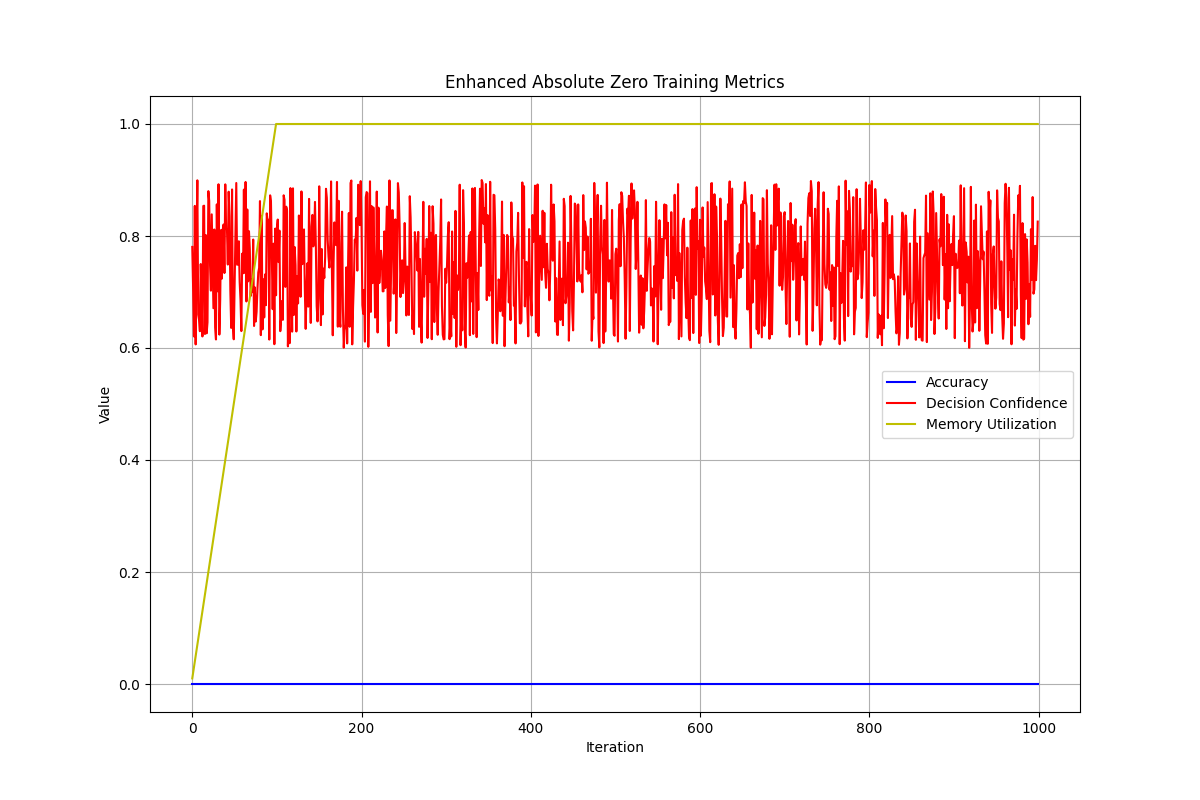 Enhanced Absolute Zero Training Metrics
1.0
0.8
0.6
0.4
0.2
0.0
Value
Accuracy
Decision Confidence
Memory Utilization
0 200 400 600 800 1000
Iteration